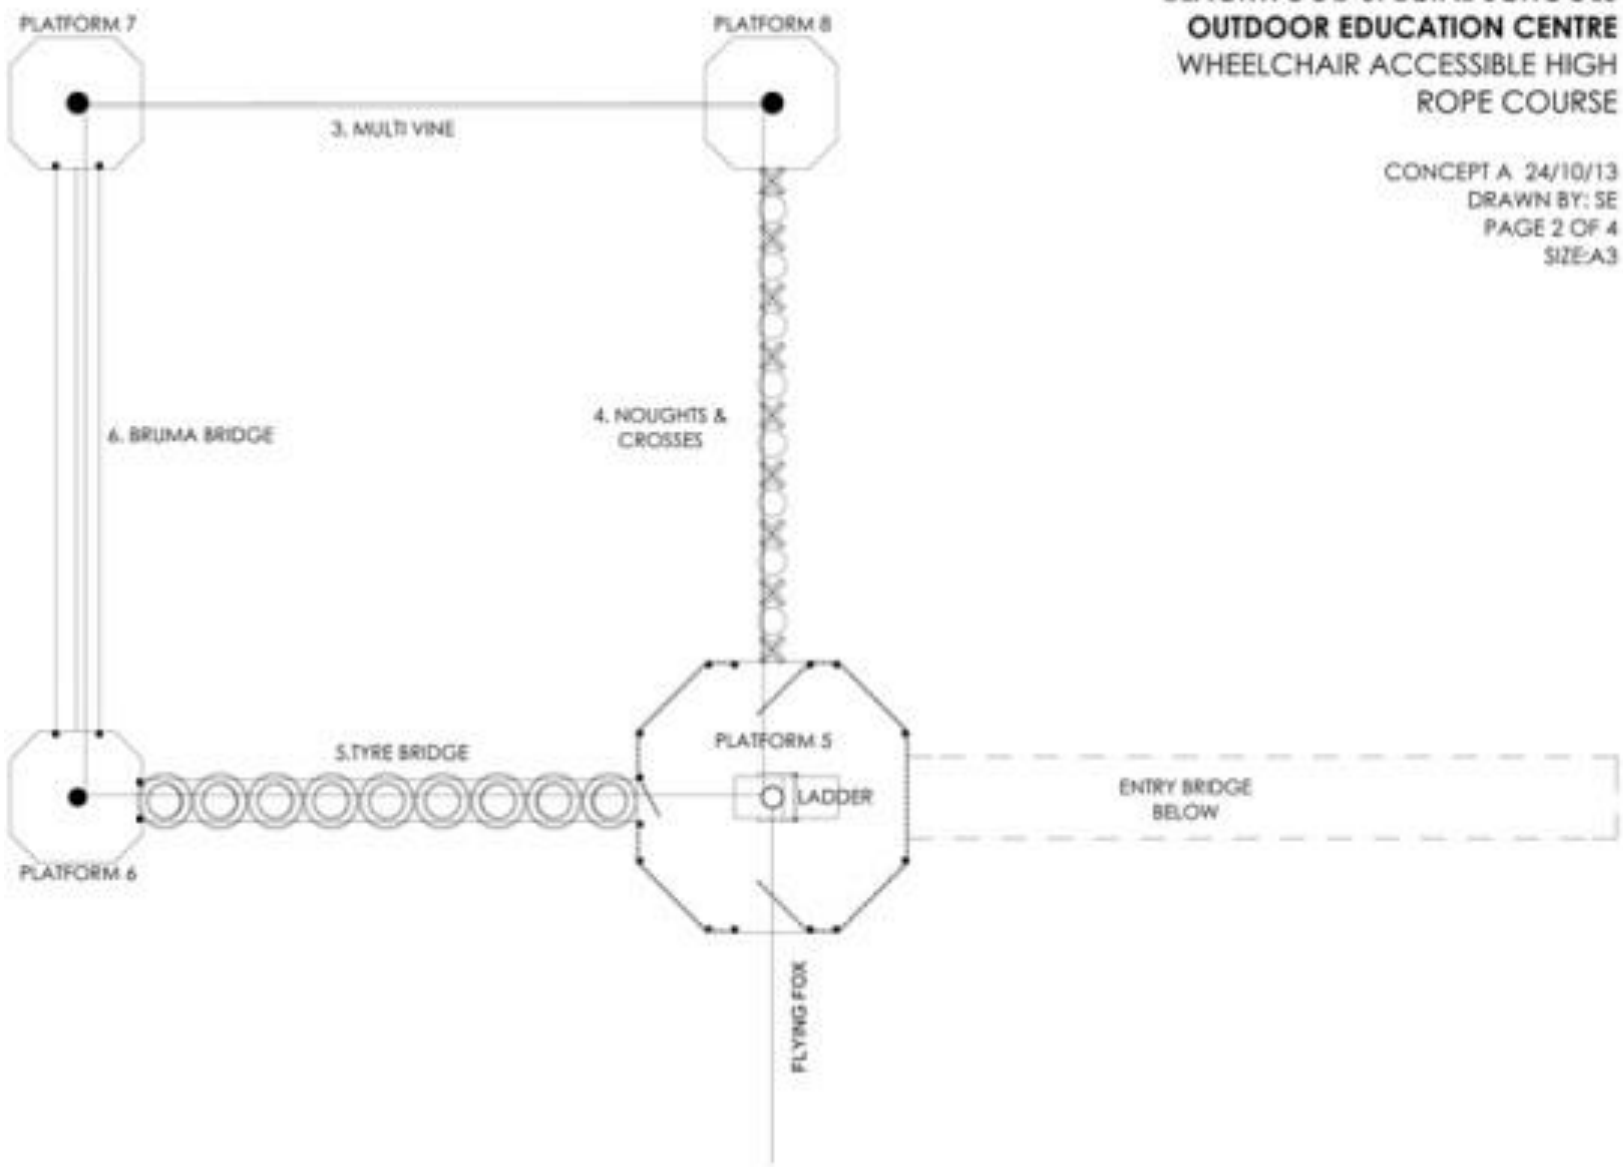 OUTDOOR EDUCATION CENTRE
WHEELCHAIR ACCESSIBLE HIGH
ROPE COURSE
CONCEPT A 24/10/13
DRAWN BY: SE
PAGE 2 OF 4
SIZE:A3
PLATFORM 7
PLATFORM 8
3. MULTI VINE
6. BRUMA BRIDGE
4. NOUGHTS &
CROSSES
5.TYRE BRIDGE
PLATFORM 5
LADDER
ENTRY BRIDGE
BELOW
PLATFORM 6
FLYING FOX